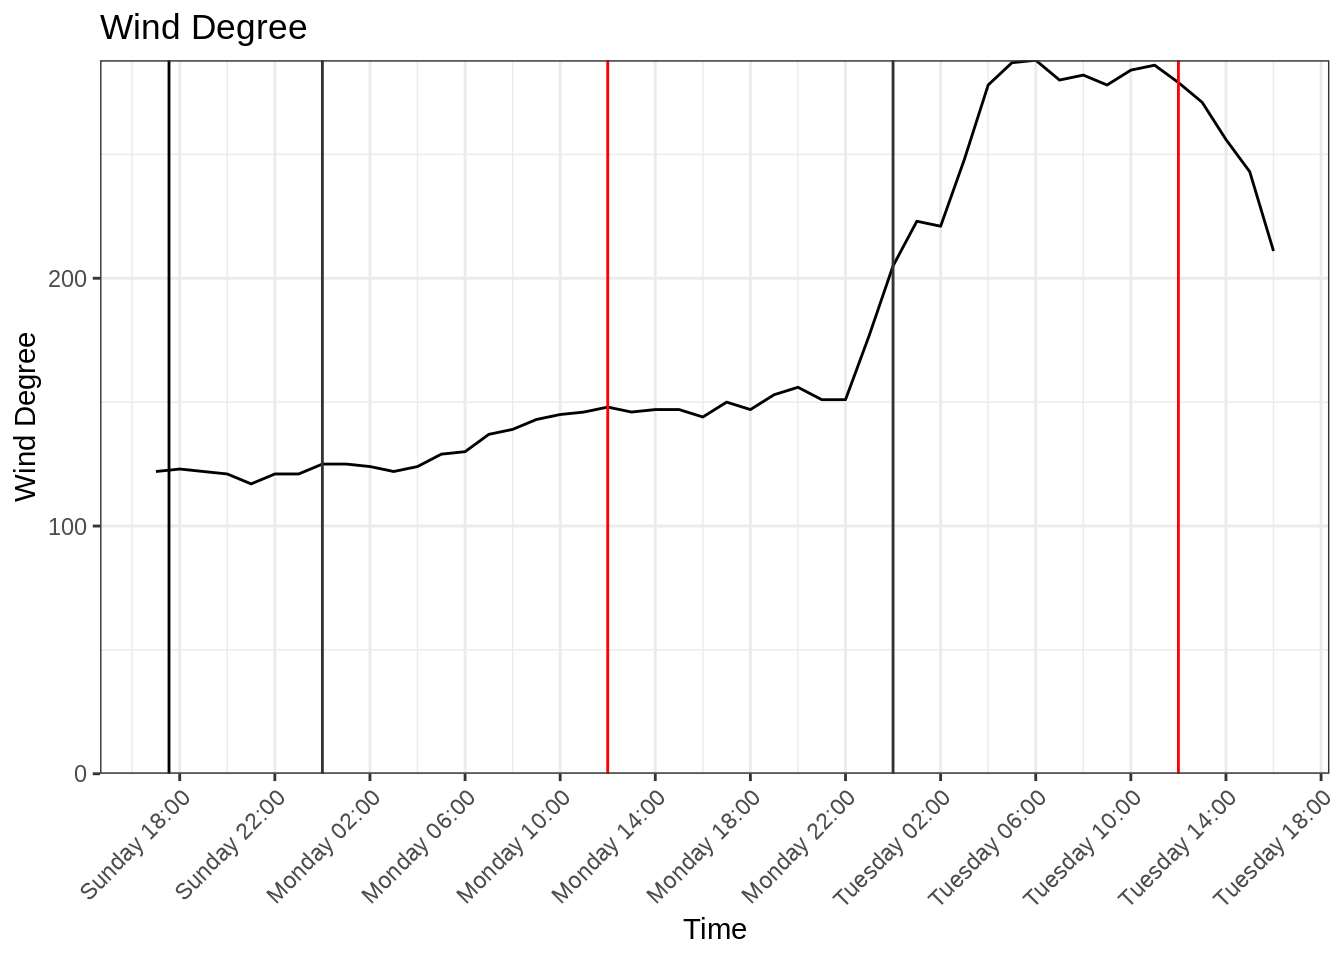 Wind Degree
Wind Degree
200
100
0
Sunday 18:00
Sunday 22:00
Monday 02:00
Monday 06:00
Monday 10:00
Monday 14:00
Monday 18:00
Monday 22:00
Tuesday 02:00
Tuesday 06:00
Tuesday 10:00
Tuesday 14:00
Tuesday 18:00
Time